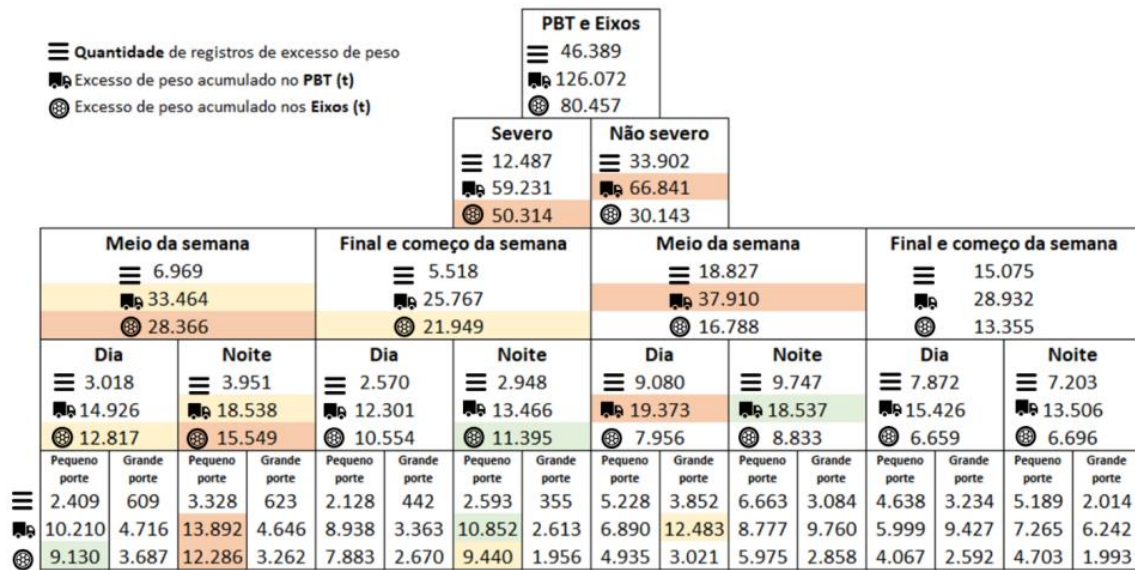 PBT e Eixos
Quantidade de registros de excesso de peso
46.389
Excesso de peso acumulado no PBT (t)
126.072
Excesso de peso acumulado nos Eixos (t)
80.457
Severo Não severo
12.487 33.902
59.231 66.841
50.314 30.143
Meio da semana Final e começo da semana Meio da semana Final e começo da semana
6.969 5.518 18.827 15.075
33.464 25.767 37.910 28.932
28.366 21.949 16.788 13.355
Dia Noite Dia Noite Dia Noite Dia Noite
3.018 3.951 2.570 2.948 9.080 9.747 7.872 7.203
14.926 18.538 12.301 13.466 19.373 18.537 15.426 13.506
12.817 15.549 10.554 11.395 7.956 8.833 6.659 6.696
Pequeno Grande Pequeno Grande Pequeno Grande Pequeno Grande Pequeno Grande Pequeno Grande Pequeno Grande Pequeno Grande
porte porte porte porte porte porte porte porte porte porte porte porte porte porte porte porte
2.409 609 3.328 623 2.128 442 2.593 355 5.228 3.852 6.663 3.084 4.638 3.234 5.189 2.014
10.210 4.716 13.892 4.646 8.938 3.363 10.852 2.613 6.890 12.483 8.777 9.760 5.999 9.427 7.265 6.242
9.130 3.687 12.286 3.262 7.883 2.670 9.440 1.956 4.935 3.021 5.975 2.858 4.067 2.592 4.703 1.993